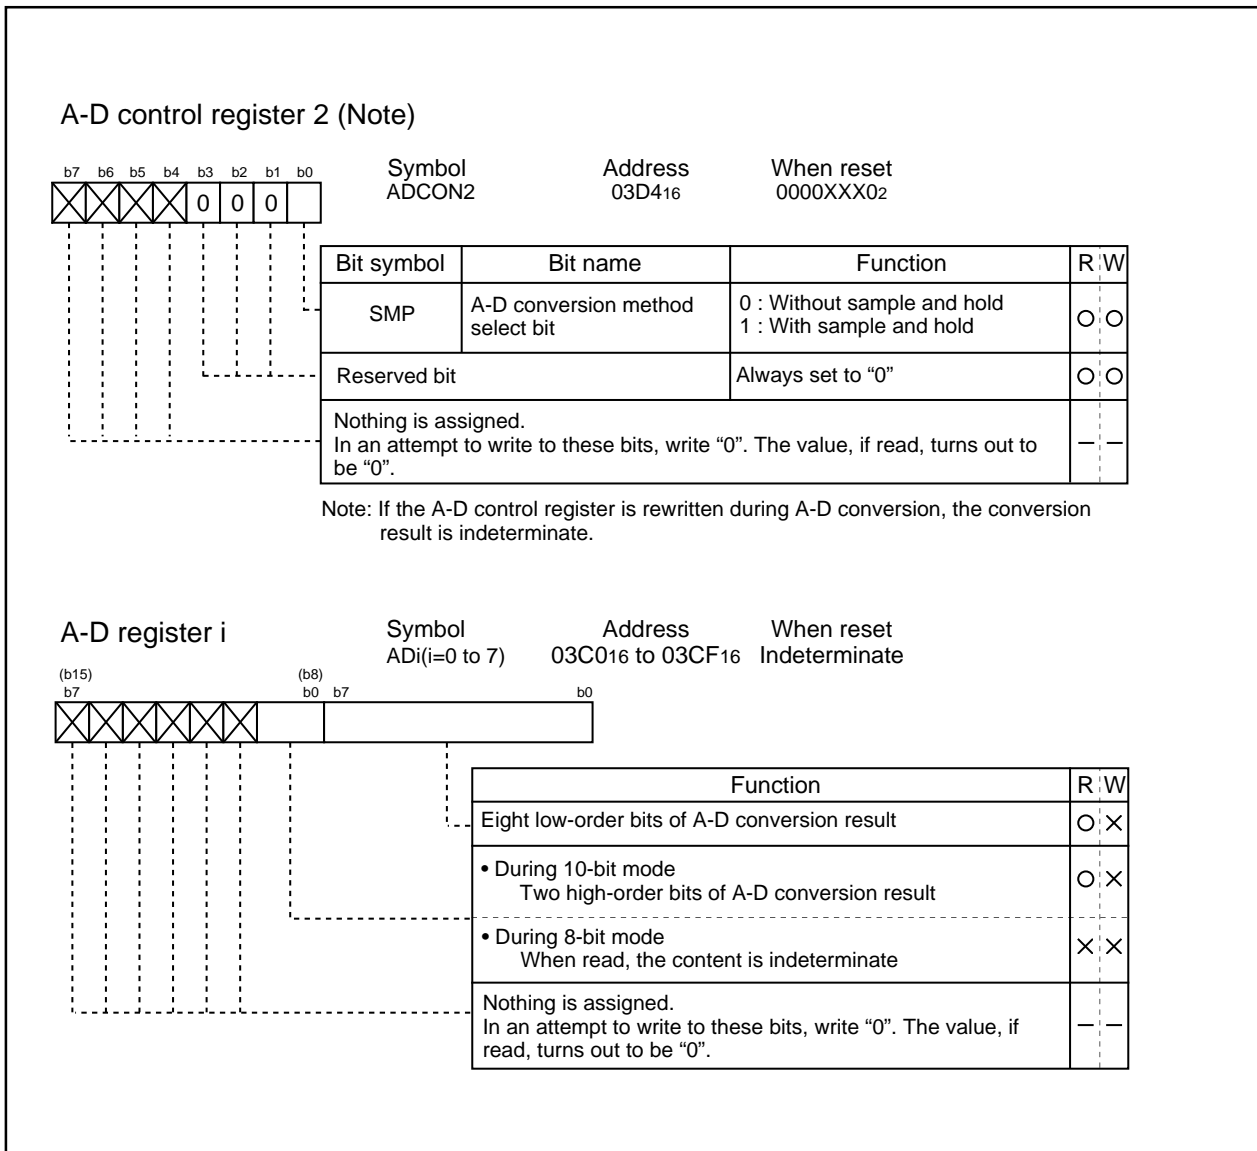 A-D control register 2 (Note)
b7 b6 b5 b4 b3 b2 b1 b0
0 0 0
Symbol Address When reset
ADCON2 03D416 0000XXX02
Bit symbol Bit name Function R W
SMP A-D conversion method select bit 0 : Without sample and hold
1 : With sample and hold
Reserved bit Always set to “0”
Nothing is assigned.
In an attempt to write to these bits, write “0”. The value, if read, turns out to
be “0”.
Note: If the A-D control register is rewritten during A-D conversion, the conversion
result is indeterminate.
A-D register i
Symbol Address When reset
ADi(i=0 to 7) 03C016 to 03CF16 Indeterminate
(b15) (b8)
b7 b0 b7 b0
Function R W
Eight low-order bits of A-D conversion result
• During 10-bit mode
Two high-order bits of A-D conversion result
• During 8-bit mode
When read, the content is indeterminate
Nothing is assigned.
In an attempt to write to these bits, write “0”. The value, if
read, turns out to be “0”.